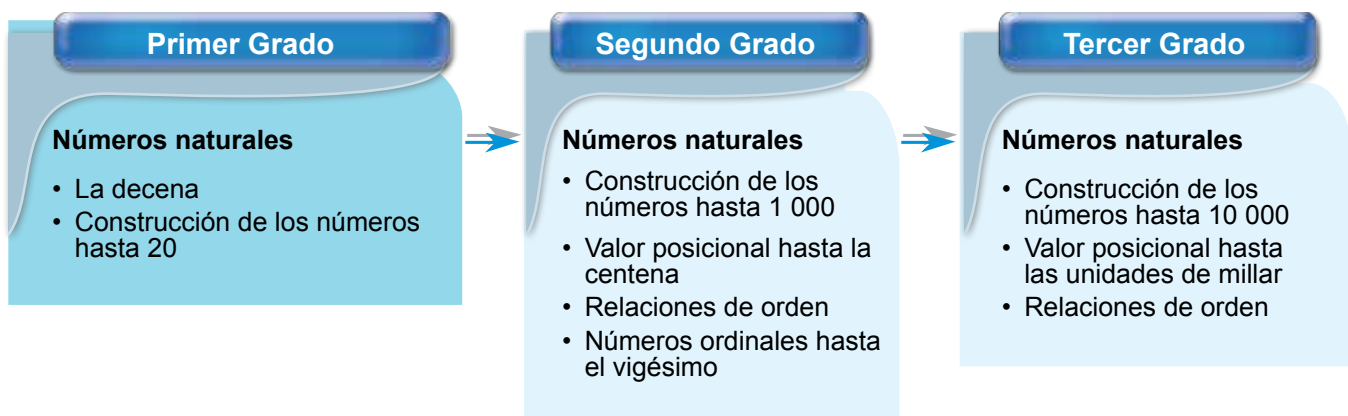 Primer Grado
Números naturales
• La decena
• Construcción de los números
hasta 20
Segundo Grado
Números naturales
• Construcción de los
números hasta 1 000
• Valor posicional hasta la
centena
• Relaciones de orden
• Números ordinales hasta
el vigésimo
Tercer Grado
Números naturales
• Construcción de los
números hasta 10 000
• Valor posicional hasta
las unidades de millar
• Relaciones de orden